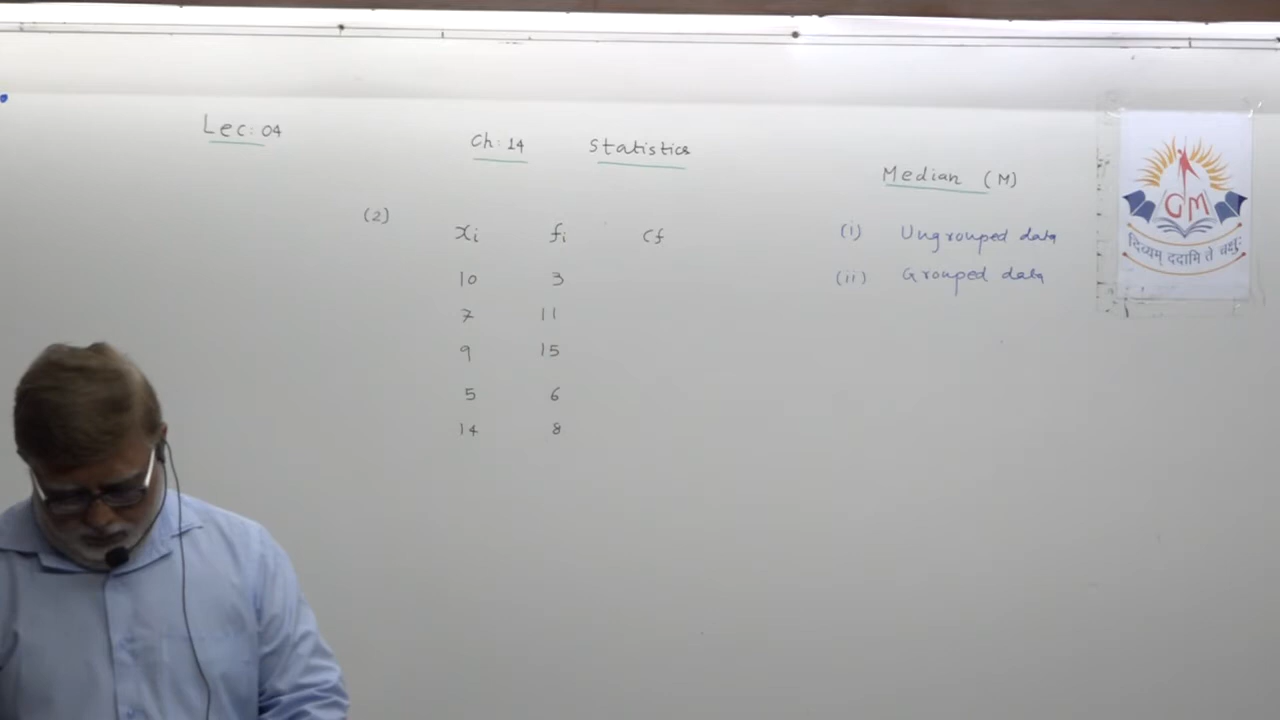 Lec: 04
Ch: 14 Statistics
Median (M)
(2)
xi fi Cf
10 3
7 11
9 15
5 6
14 8
(i) Ungrouped data
(ii) Grouped data
GM
दिव्यम् ददामि ते चक्षुः